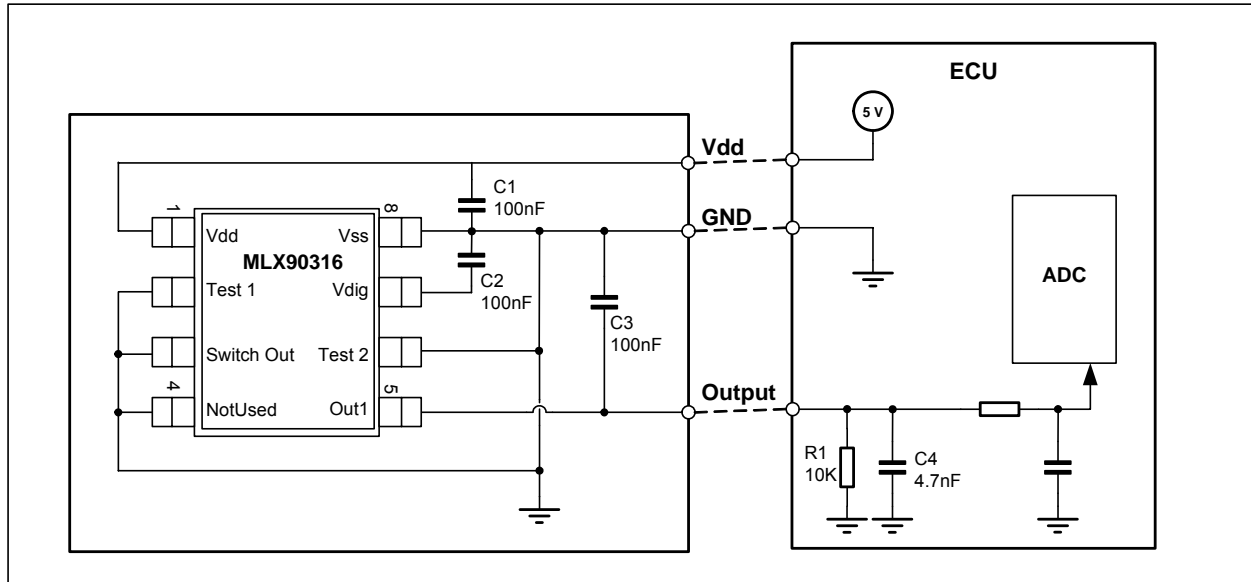 ECU
5 V
Vdd
C1
100nF
GND
1
8
Vdd
Vss
MLX90316
C2
100nF
Test 1
Vdig
ADC
C3
100nF
Switch Out
Test 2
4
5
Output
NotUsed
Out1
R1
10K
C4
4.7nF